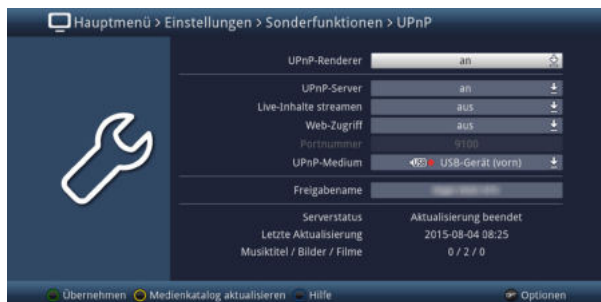 Hauptmenü > Einstellungen > Sonderfunktionen > UPnP
UPnP-Renderer an
UPnP-Server an
Live-Inhalte streamen aus
Web-Zugriff aus
Portnummer 9100
UPnP-Medium USB USB-Gerät (vorn)
Freigabename
Serverstatus Aktualisierung beendet
Letzte Aktualisierung 2015-08-04 08:25
Musiktitel / Bilder / Filme 0 / 2 / 0
Übernehmen Medienkatalog aktualisieren Hilfe Optionen